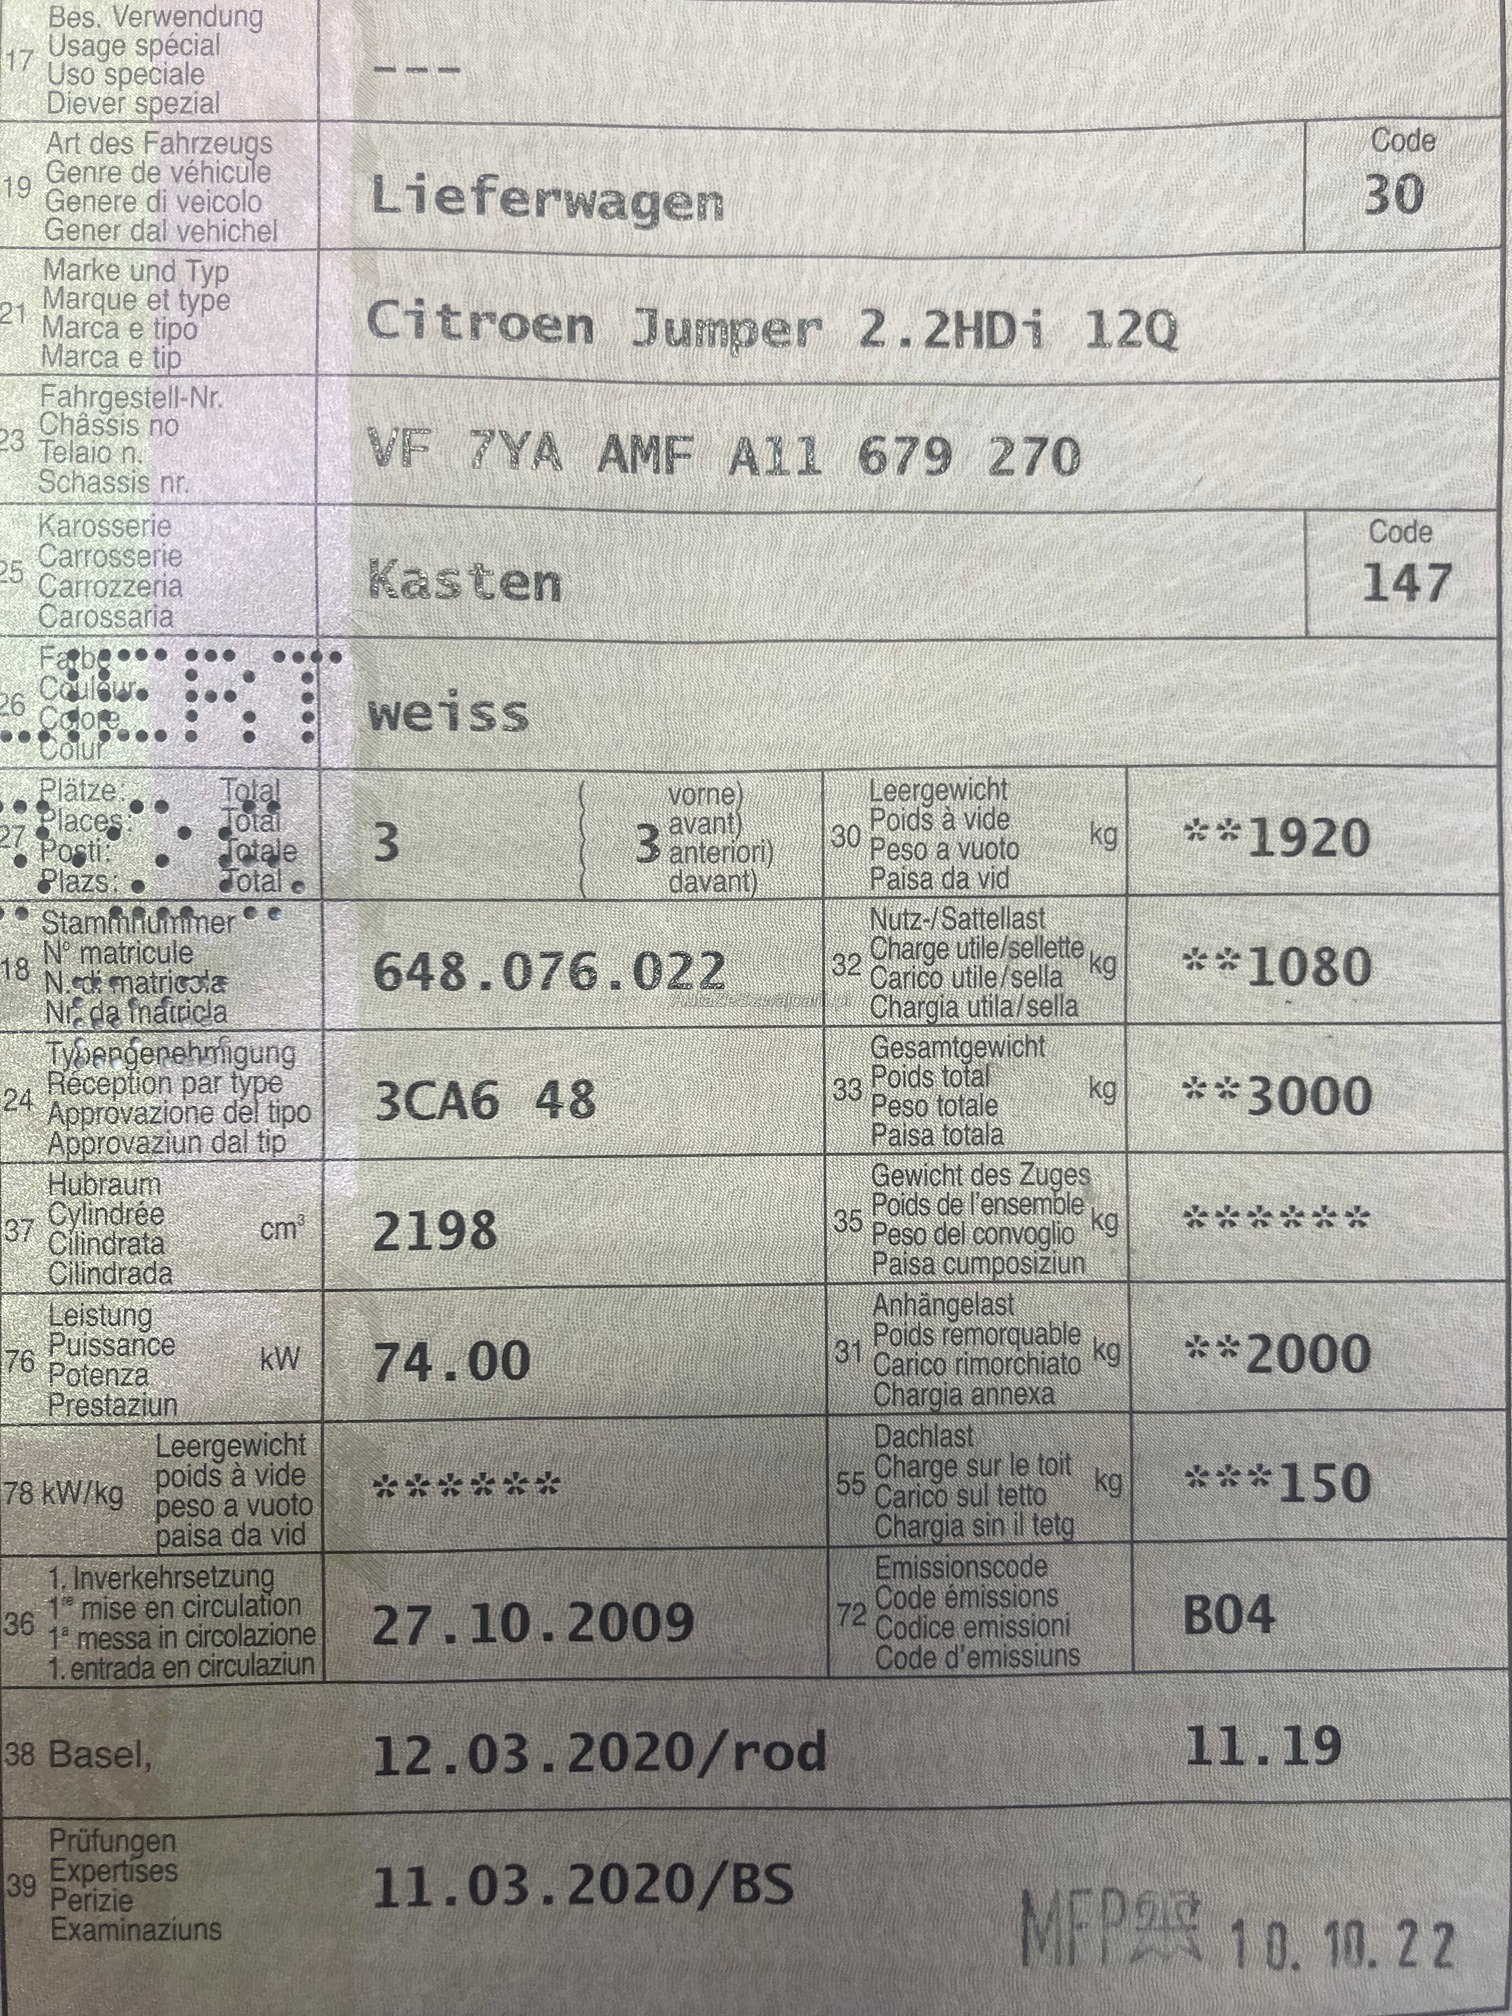 17 Bes. Verwendung
Usage spécial
Uso speciale
Diever spezial
---
19 Art des Fahrzeugs
Genre de véhicule
Genere di veicolo
Gener dal vehichel
Lieferwagen
Code
30
21 Marke und Typ
Marque et type
Marca e tipo
Marca e tip
Citroen Jumper 2.2HDi 12Q
23 Fahrgestell-Nr.
Châssis no
Telaio n.
Schassis nr.
VF 7YA AMF A11 679 270
25 Karosserie
Carrosserie
Carrozzeria
Carossaria
Kasten
Code
147
26 Farbe
Couleur
Colore
Colur
weiss
27 Plätze: Total
Places: Total
Posti: Totale
Plazs: Total
3
( vorne)
( 3 avant)
( anteriori)
( davant)
30 Leergewicht
Poids à vide
Peso a vuoto
Paisa da vid
kg
**1920
18 Stammnummer
N° matricule
N. di matricola
Nr. da matricla
648.076.022
32 Nutz-/Sattellast
Charge utile/sellette
Carico utile/sella
Chargia utila/sella
kg
**1080
24 Typengenehmigung
Réception par type
Approvazione del tipo
Approvaziun dal tip
3CA6 48
33 Gesamtgewicht
Poids total
Peso totale
Paisa totala
kg
**3000
37 Hubraum
Cylindrée
Cilindrata
Cilindrada
cm³
2198
35 Gewicht des Zuges
Poids de l'ensemble
Peso del convoglio
Paisa cumposiziun
kg
******
76 Leistung
Puissance
Potenza
Prestaziun
kW
74.00
31 Anhängelast
Poids remorquable
Carico rimorchiato
Chargia annexa
kg
**2000
78 kW/kg Leergewicht
poids à vide
peso a vuoto
paisa da vid
******
55 Dachlast
Charge sur le toit
Carico sul tetto
Chargia sin il tetg
kg
***150
36 1. Inverkehrsetzung
1re mise en circulation
1a messa in circolazione
1. entrada en circulaziun
27.10.2009
72 Emissionscode
Code émissions
Codice emissioni
Code d'emissiuns
B04
38 Basel, 12.03.2020/rod 11.19
39 Prüfungen
Expertises
Perizie
Examinaziuns
11.03.2020/BS
MFP 10.10.22